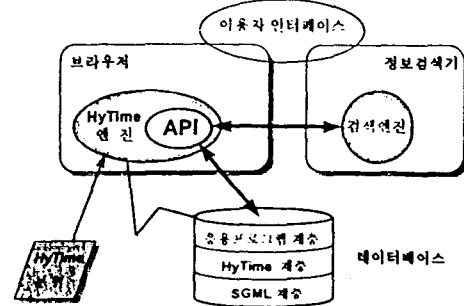 이용자 인터페이스
브라우저
정보검색기
HyTime
엔 진
API
검색엔진
응용프로그램 계층
HyTime 계층
SGML 계층
데이터베이스
HyTime